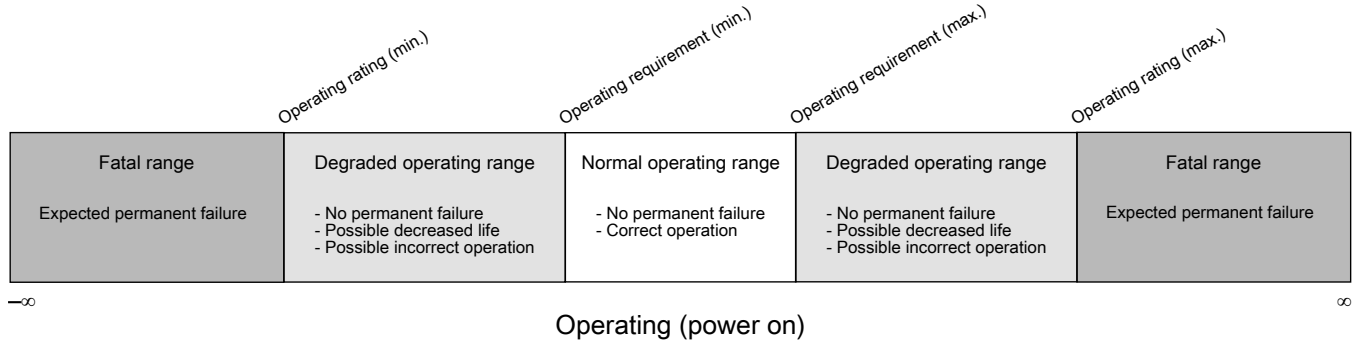 Operating rating (min.)
Operating requirement (min.)
Operating requirement (max.)
Operating rating (max.)
Fatal range
Expected permanent failure
Degraded operating range
- No permanent failure
- Possible decreased life
- Possible incorrect operation
Normal operating range
- No permanent failure
- Correct operation
Degraded operating range
- No permanent failure
- Possible decreased life
- Possible incorrect operation
Fatal range
Expected permanent failure
–∞
∞
Operating (power on)